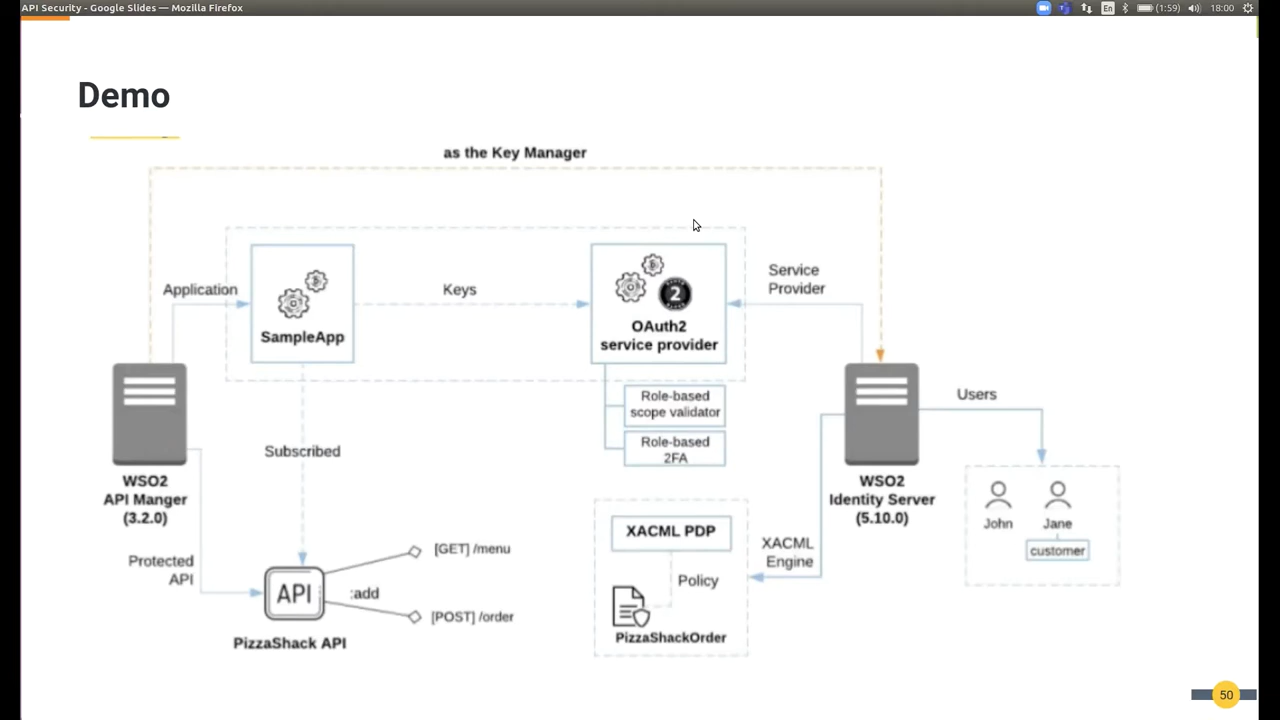 API Security - Google Slides — Mozilla Firefox
En
(1:59)
18:00
Demo
as the Key Manager
Application
SampleApp
Keys
2
OAuth2
service provider
Service
Provider
Role-based
scope validator
Role-based
2FA
Subscribed
Users
WSO2
API Manger
(3.2.0)
WSO2
Identity Server
(5.10.0)
John
Jane
customer
Protected
API
API
:add
[GET] /menu
[POST] /order
PizzaShack API
XACML PDP
Policy
PizzaShackOrder
XACML
Engine
50